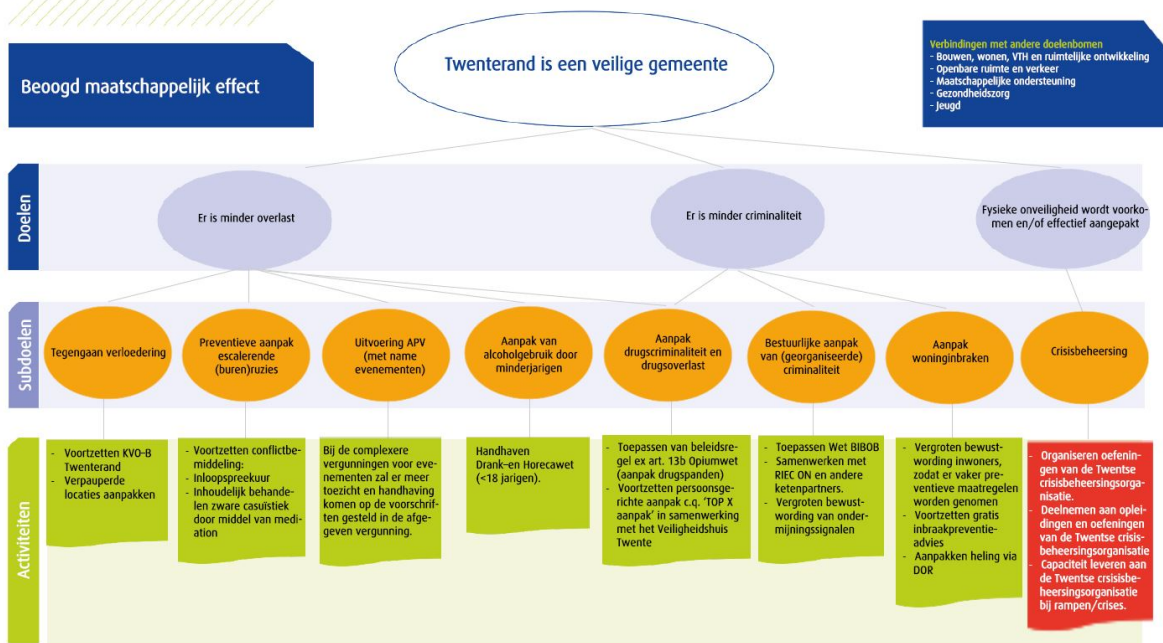 Beoogd maatschappelijk effect
Twenterand is een veilige gemeente
Verbindingen met andere doelenbomen
- Bouwen, wonen, VTH en ruimtelijke ontwikkeling
- Openbare ruimte en verkeer
- Maatschappelijke ondersteuning
- Gezondheidszorg
- Jeugd
Doelen
Er is minder overlast
Er is minder criminaliteit
Fysieke onveiligheid wordt voorko-
men en/of effectief aangepakt
Subdoelen
Tegengaan verloedering
Preventieve aanpak
escalerende
(buren)ruzies
Uitvoering APV
(met name
evenementen)
Aanpak van
alcoholgebruik door
minderjarigen
Aanpak
drugscriminaliteit en
drugsoverlast
Bestuurlijke aanpak
van (georganiseerde)
criminaliteit
Aanpak
woninginbraken
Crisisbeheersing
Activiteiten
- Voortzetten KVO-B
Twenterand
- Verpauperde
locaties aanpakken
- Voortzetten conflictbe-
middeling:
- Inloopspreekuur
- Inhoudelijk behande-
len zware casuïstiek
door middel van medi-
ation
Bij de complexere
vergunningen voor eve-
nementen zal er meer
toezicht en handhaving
komen op de voorschrif-
ten gesteld in de afge-
geven vergunning.
Handhaven
Drank-en Horecawet
(<18 jarigen).
- Toepassen van beleidsre-
gel ex art. 13b Opiumwet
(aanpak drugspanden)
- Voortzetten persoonsge-
richte aanpak c.q. 'TOP X
aanpak' in samenwerking
met het Veiligheidshuis
Twente
- Toepassen Wet BIBOB
- Samenwerken met
RIEC ON en andere
ketenpartners.
- Vergroten bewust-
wording van onder-
mijningssignalen
- Vergroten bewust-
wording inwoners,
zodat er vaker pre-
ventieve maatregelen
worden genomen
- Voortzetten gratis
inbraakpreventie-
advies
- Aanpakken heling via
DOR
- Organiseren oefenin-
gen van de Twentse
crisisbeheersingsorga-
nisatie.
- Deelnemen aan oplei-
dingen en oefeningen
van de Twentse crisis-
beheersingsorganisatie
- Capaciteit leveren aan
de Twentse crsisbe-
heersingsorganisatie
bij rampen/crises.